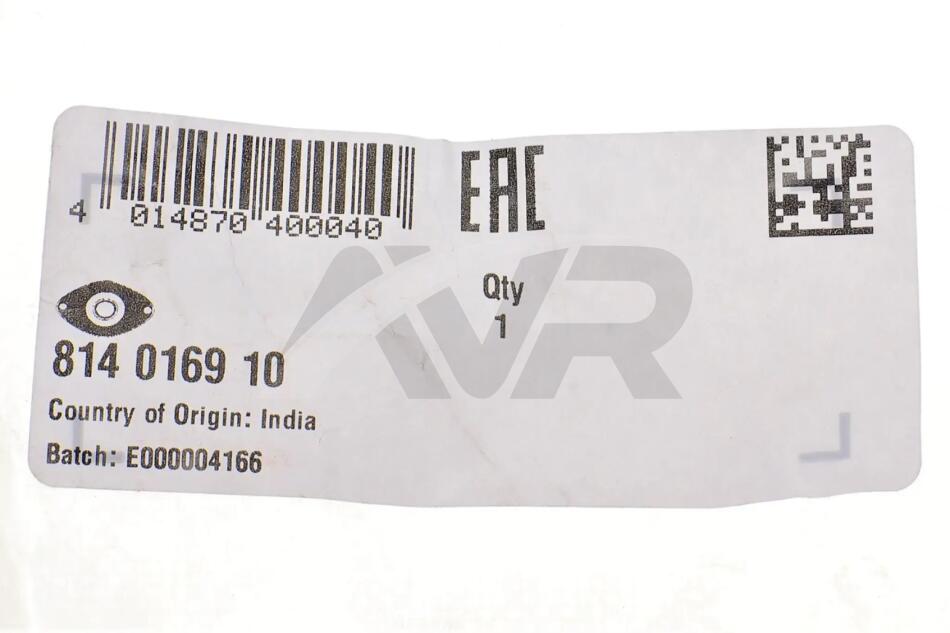 4 014870 400040
EAC
Qty
1
814 0169 10
Country of Origin: India
Batch: E000004166
AVR